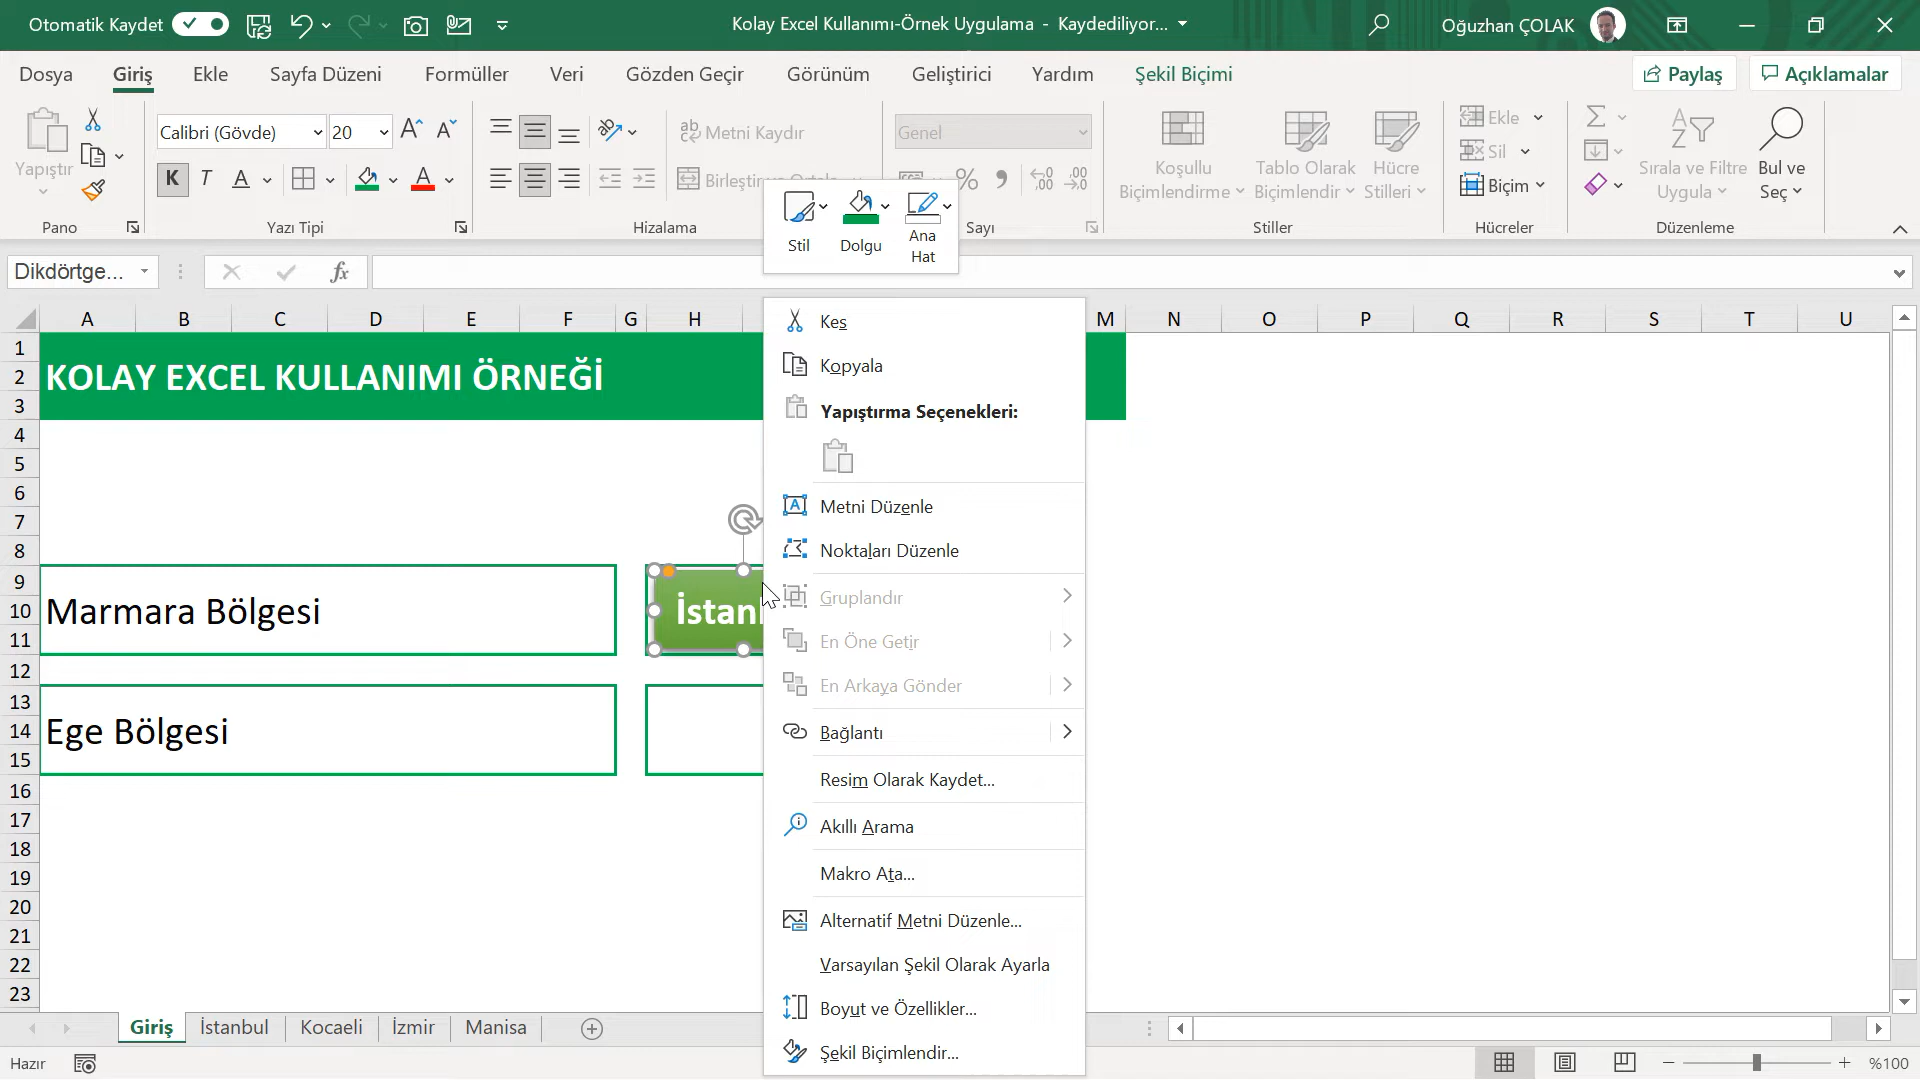 Otomatik Kaydet
Kolay Excel Kullanımı-Örnek Uygulama - Kaydediliyor...
Oğuzhan ÇOLAK
Dosya Giriş Ekle Sayfa Düzeni Formüller Veri Gözden Geçir Görünüm Geliştirici Yardım Şekil Biçimi Paylaş Açıklamalar
Calibri (Gövde) 20
Metni Kaydır
Genel
Ekle
Sil
Biçim
Yapıştır
K T A A
Birleştir ve Ortala
Koşullu Biçimlendirme
Tablo Olarak Biçimlendir
Hücre Stilleri
Sırala ve Filtre Uygula
Bul ve Seç
Pano Yazı Tipi Hizalama Sayı Stiller Hücreler Düzenleme
Stil
Dolgu
Ana Hat
Dikdörtge... fx
A B C D E F G H M N O P Q R S T U
1
2 KOLAY EXCEL KULLANIMI ÖRNEĞİ
3
4
5
6
7
8
9
10 Marmara Bölgesi
11
12
13
14 Ege Bölgesi
15
16
17
18
19
20
21
22
23
Kes
Kopyala
Yapıştırma Seçenekleri:
Metni Düzenle
Noktaları Düzenle
Gruplandır
En Öne Getir
En Arkaya Gönder
Bağlantı
Resim Olarak Kaydet...
Akıllı Arama
Makro Ata...
Alternatif Metni Düzenle...
Varsayılan Şekil Olarak Ayarla
Boyut ve Özellikler...
Şekil Biçimlendir...
Giriş İstanbul Kocaeli İzmir Manisa
Hazır
%100